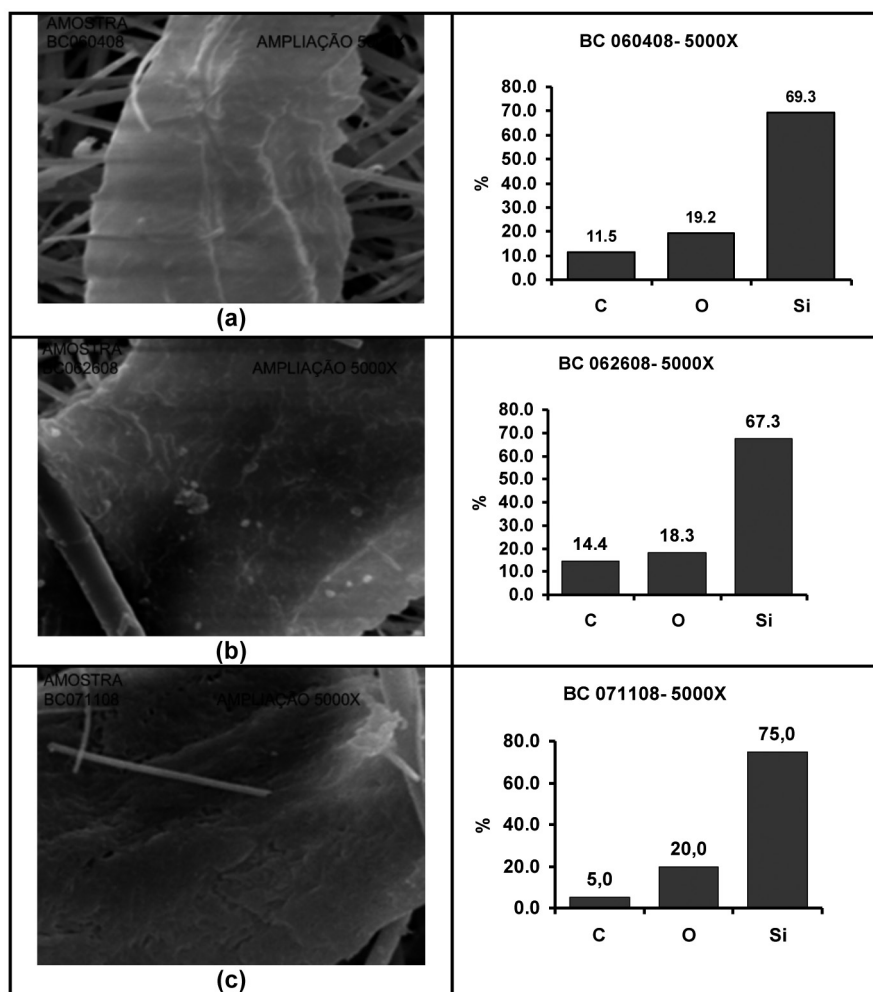 AMOSTRA
BC060408
AMPLIAÇÃO 5000X
(a)
BC 060408- 5000X
80.0
70.0
60.0
50.0
40.0
30.0
20.0
10.0
0.0
%
11.5
19.2
69.3
C O Si
AMOSTRA
BC062608
AMPLIAÇÃO 5000X
(b)
BC 062608- 5000X
80.0
70.0
60.0
50.0
40.0
30.0
20.0
10.0
0.0
%
14.4
18.3
67.3
C O Si
AMOSTRA
BC071108
AMPLIAÇÃO 5000X
(c)
BC 071108- 5000X
80.0
60.0
40.0
20.0
0.0
%
5,0
20,0
75,0
C O Si